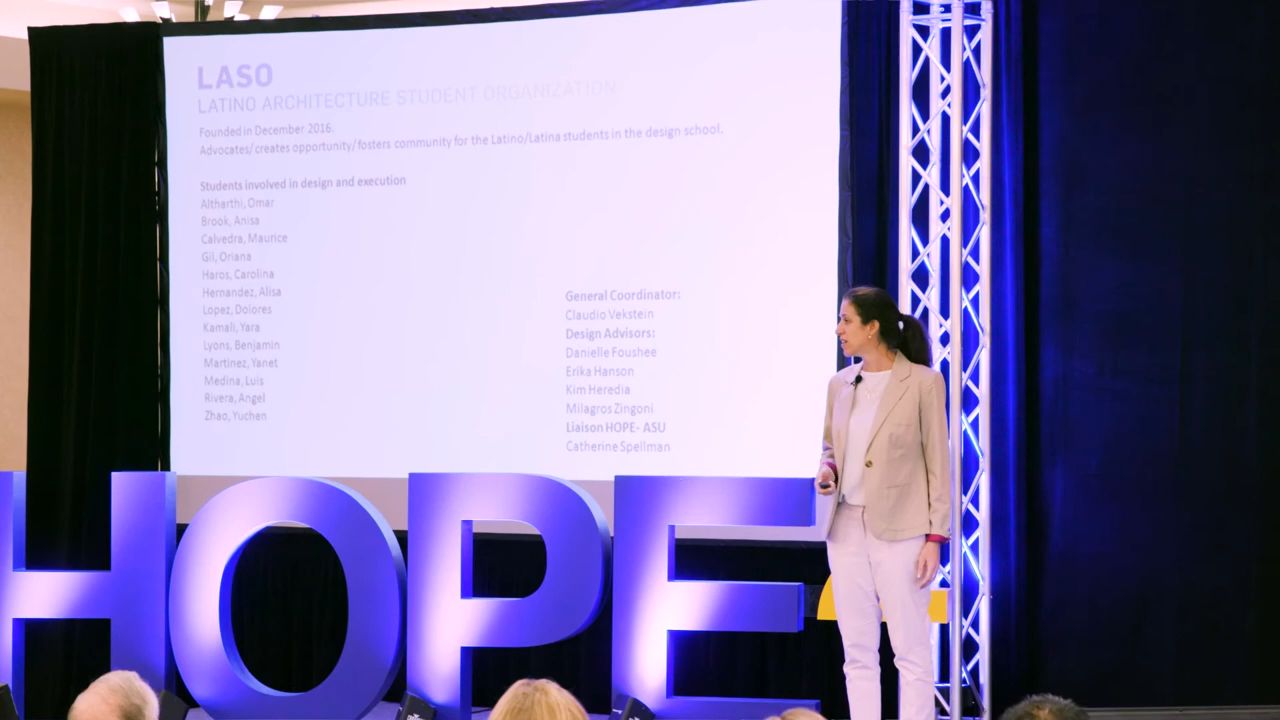 LASO
LATINO ARCHITECTURE STUDENT ORGANIZATION
Founded in December 2016.
Advocates/ creates opportunity/ fosters community for the Latino/Latina students in the design school.
Students involved in design and execution
Altharthi, Omar
Brook, Anisa
Calvedra, Maurice
Gil, Oriana
Haros, Carolina
Hernandez, Alisa
Lopez, Dolores
Kamali, Yara
Lyons, Benjamin
Martinez, Yanet
Medina, Luis
Rivera, Angel
Zhao, Yuchen
General Coordinator:
Claudio Vekstein
Design Advisors:
Danielle Foushee
Erika Hanson
Kim Heredia
Milagros Zingoni
Liaison HOPE- ASU
Catherine Spellman
HOPE